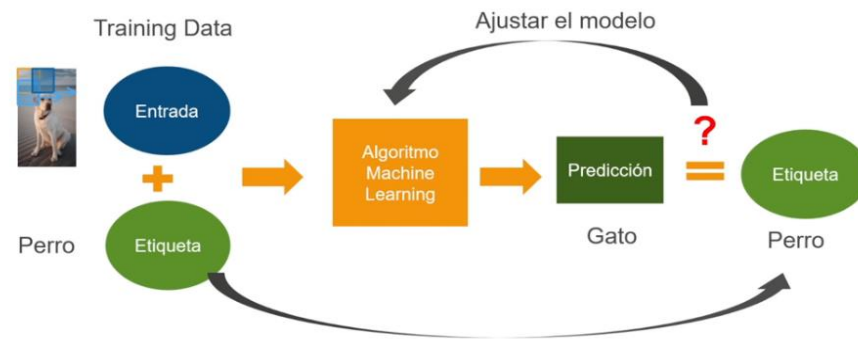 Training Data
Ajustar el modelo
Entrada
+
Perro
Etiqueta
Algoritmo
Machine
Learning
Predicción
Gato
?
=
Etiqueta
Perro